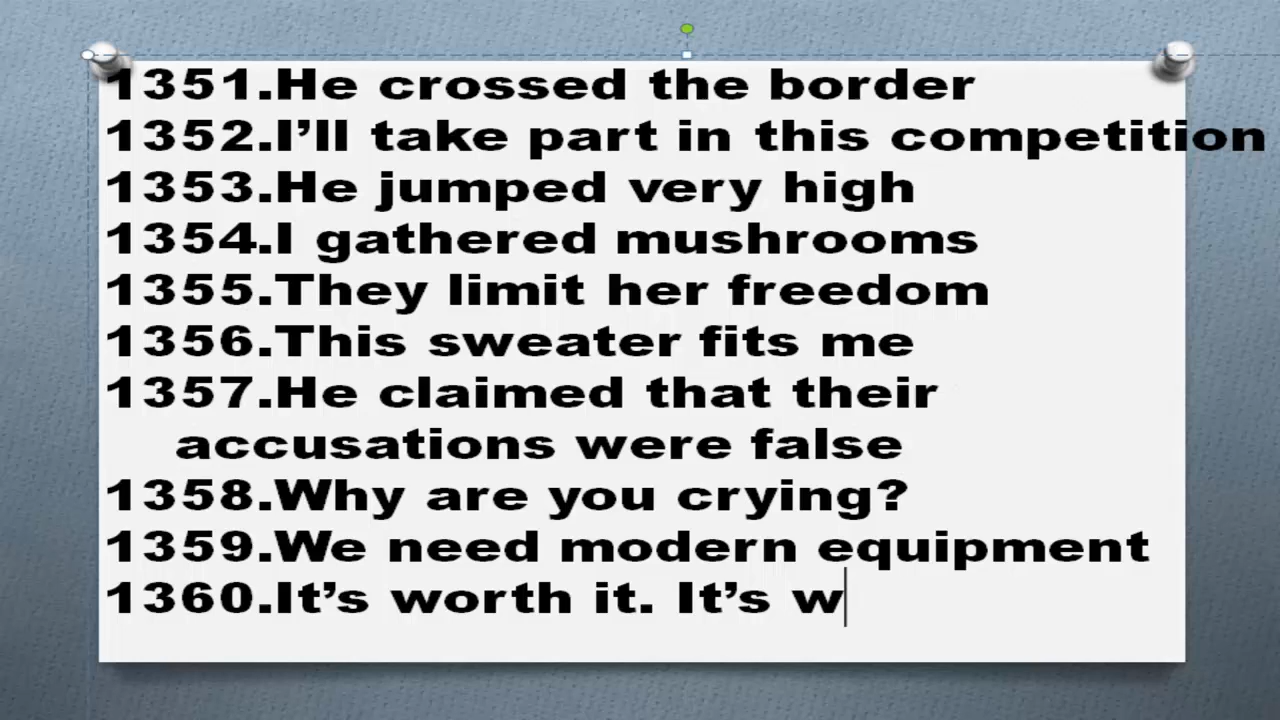 1351.He crossed the border
1352.I’ll take part in this competition
1353.He jumped very high
1354.I gathered mushrooms
1355.They limit her freedom
1356.This sweater fits me
1357.He claimed that their
accusations were false
1358.Why are you crying?
1359.We need modern equipment
1360.It’s worth it. It’s w